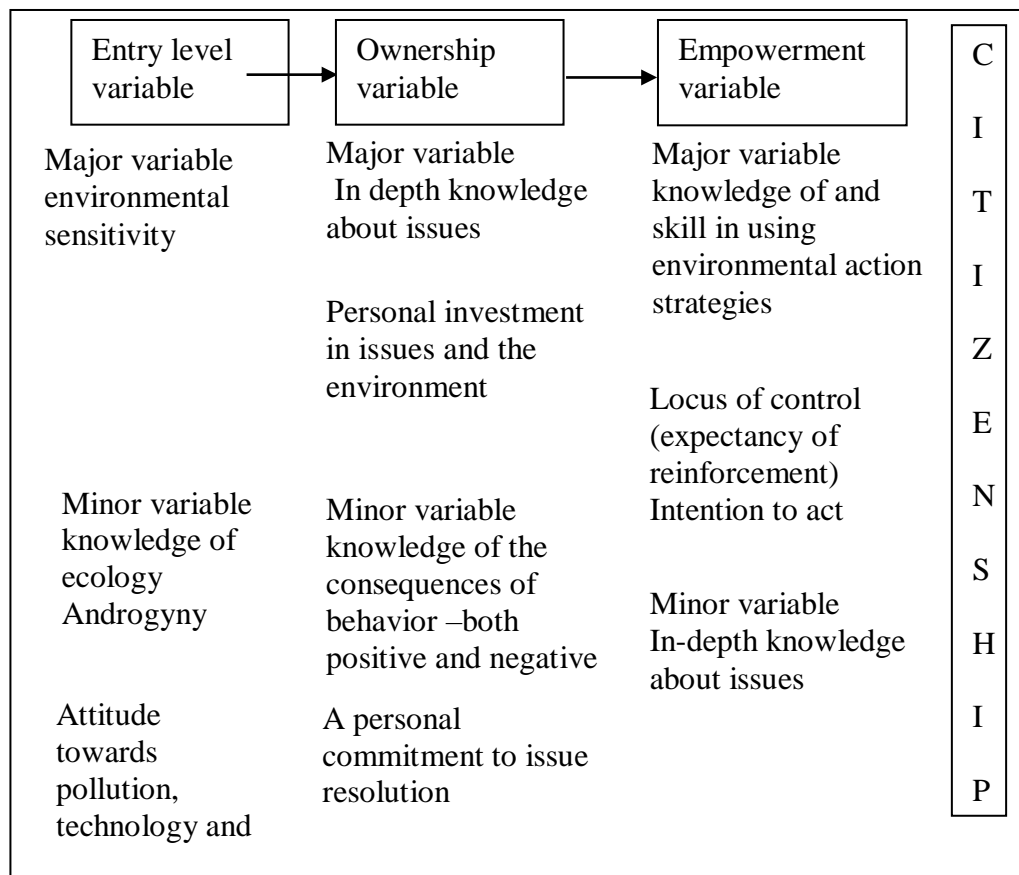 Entry level
variable
Ownership
variable
Empowerment
variable
Major variable
environmental
sensitivity
Minor variable
knowledge of
ecology
Androgyny
Attitude
towards
pollution,
technology and
Major variable
In depth knowledge
about issues
Personal investment
in issues and the
environment
Minor variable
knowledge of the
consequences of
behavior –both
positive and negative
A personal
commitment to issue
resolution
Major variable
knowledge of and
skill in using
environmental action
strategies
Locus of control
(expectancy of
reinforcement)
Intention to act
Minor variable
In-depth knowledge
about issues
C
I
T
I
Z
E
N
S
H
I
P